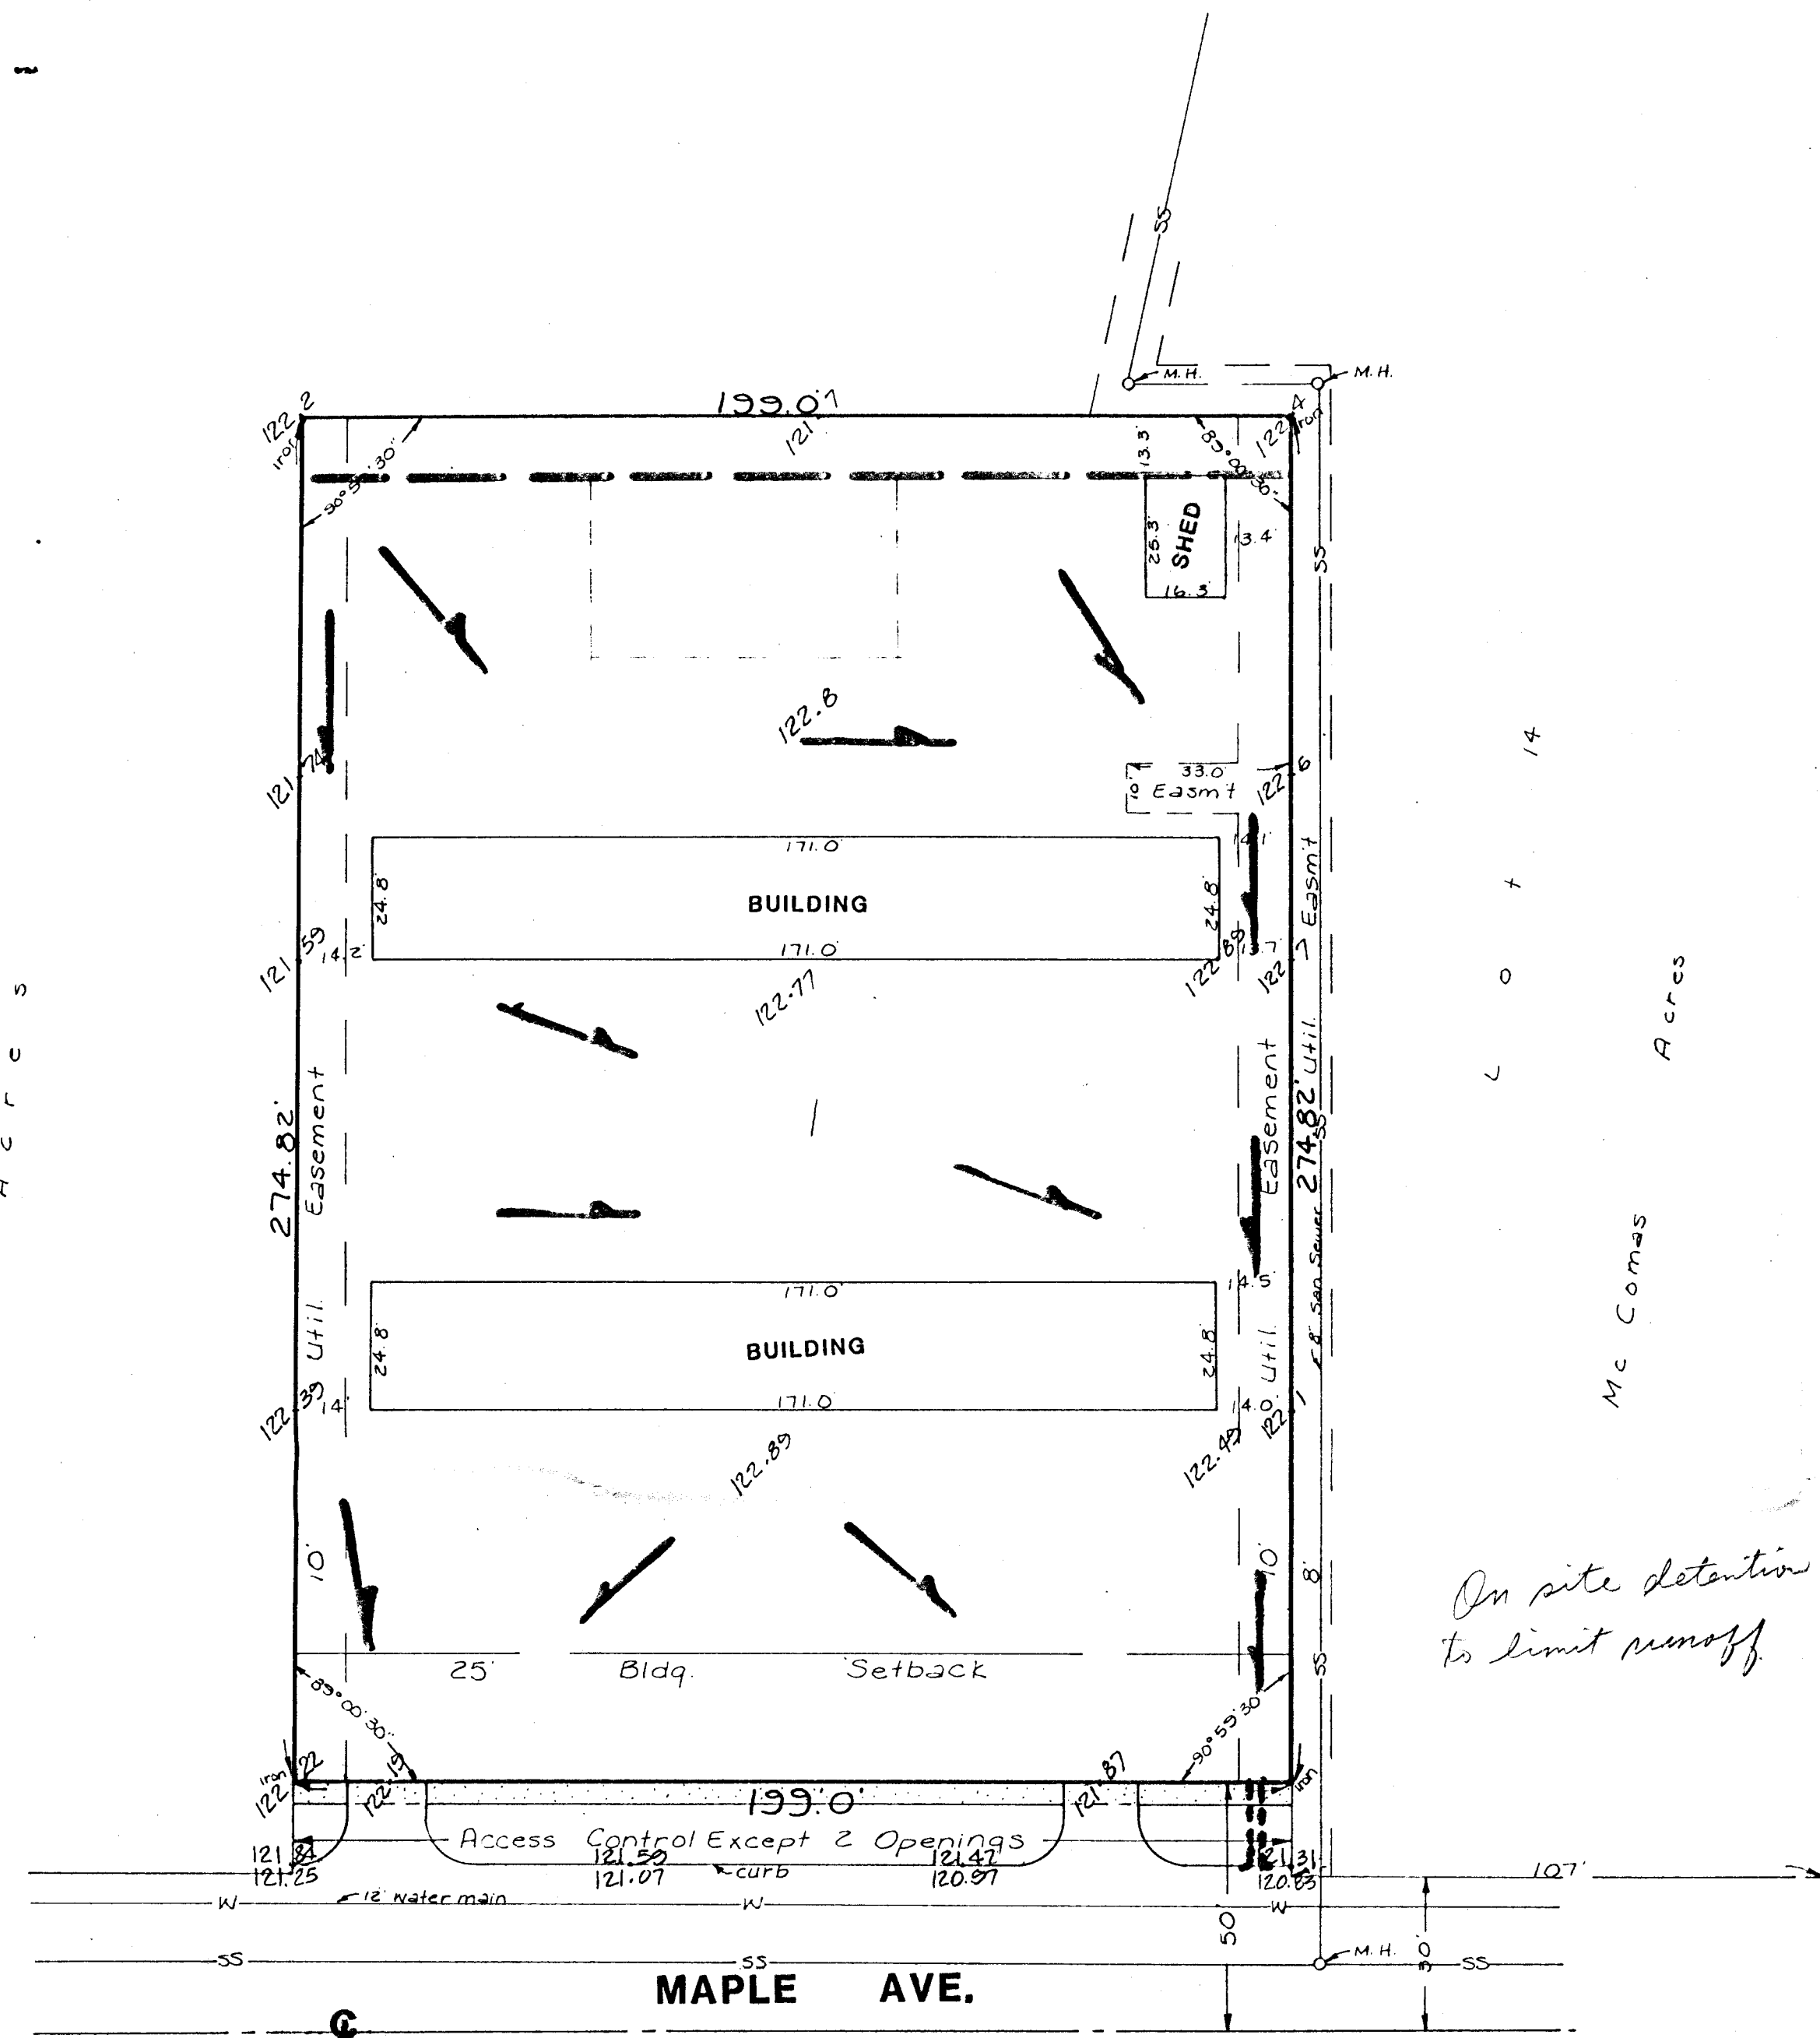 SS
M.H.
M.H.
199.07
122.2
iron
121.
122.4
iron
90°59'30"
89°00'30"
13.3'
25.3'
SHED
13.4'
16.3'
SS
122.8
121.74
33.0'
10'
Easm't
122.6
171.0'
14.1'
24.8'
BUILDING
24.8'
Easm't
121.59
14.2'
171.0'
122.89
13.7'
122.7
122.77
274.82'
Util. Easement
Util. Easement
274.82'
Util.
SS
8" San. Sewer
Acres
Lot 14
Mc Comas Acres
171.0'
14.5'
24.8'
BUILDING
24.8'
122.39
14'
171.0'
14.0'
122.1
122.89
122.49
10'
10'
8'
On site detention
to limit runoff
25' Bldg. Setback
SS
89°00'30"
90°59'30"
iron
122.22
122.19
199.0'
121.87
iron
Access Control Except 2 Openings
121.84
121.25
121.59
121.07
curb
121.42
120.97
121.31
120.83
107'
12" water main
W
W
W
50'
30'
M.H.
SS
SS
SS
MAPLE AVE.
℄